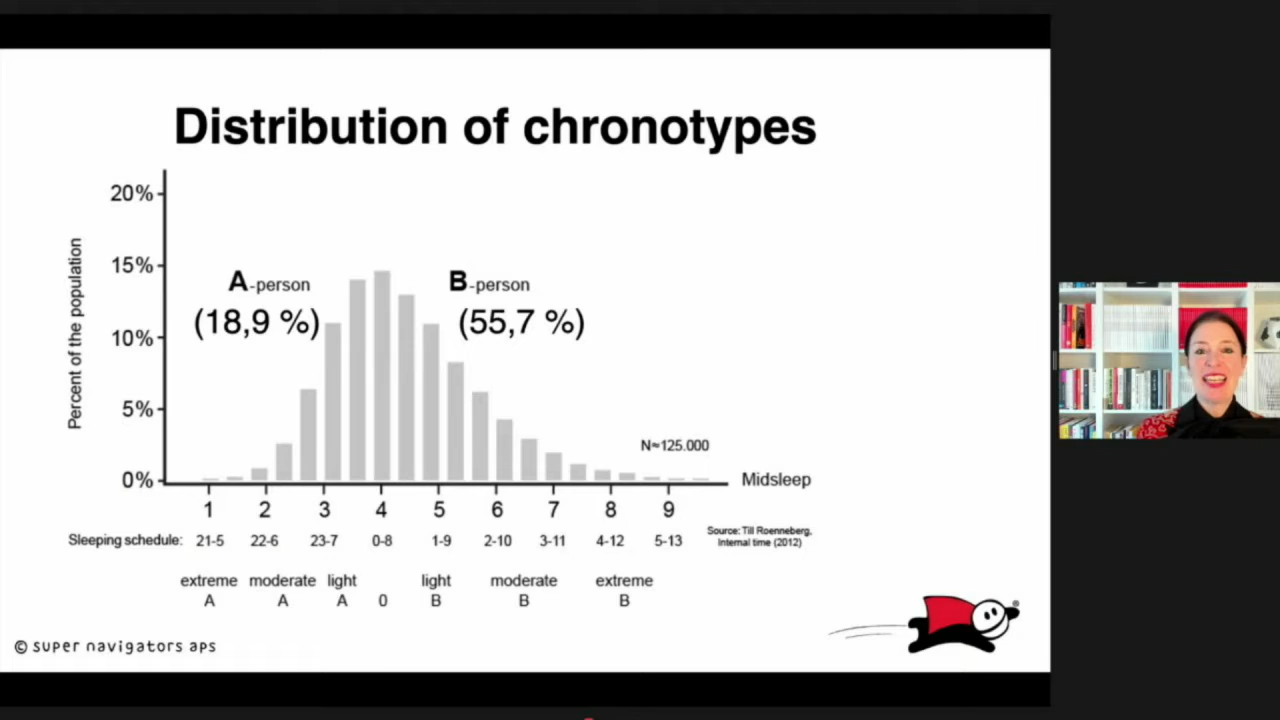 Distribution of chronotypes
Percent of the population
20%
15%
10%
5%
0%
A-person
(18,9 %)
B-person
(55,7 %)
N≈125.000
Midsleep
1 2 3 4 5 6 7 8 9
Sleeping schedule: 21-5 22-6 23-7 0-8 1-9 2-10 3-11 4-12 5-13
Source: Till Roenneberg,
Internal time (2012)
extreme moderate light light moderate extreme
A A A 0 B B B
© super navigators aps
®